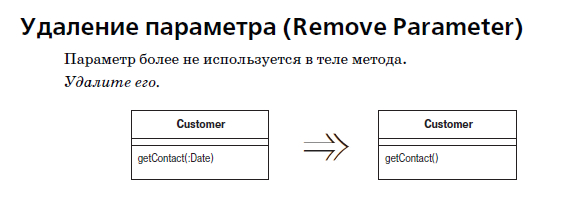 Удаление параметра (Remove Parameter)
Параметр более не используется в теле метода.
Удалите его.
Customer
getContact(:Date)
Customer
getContact()